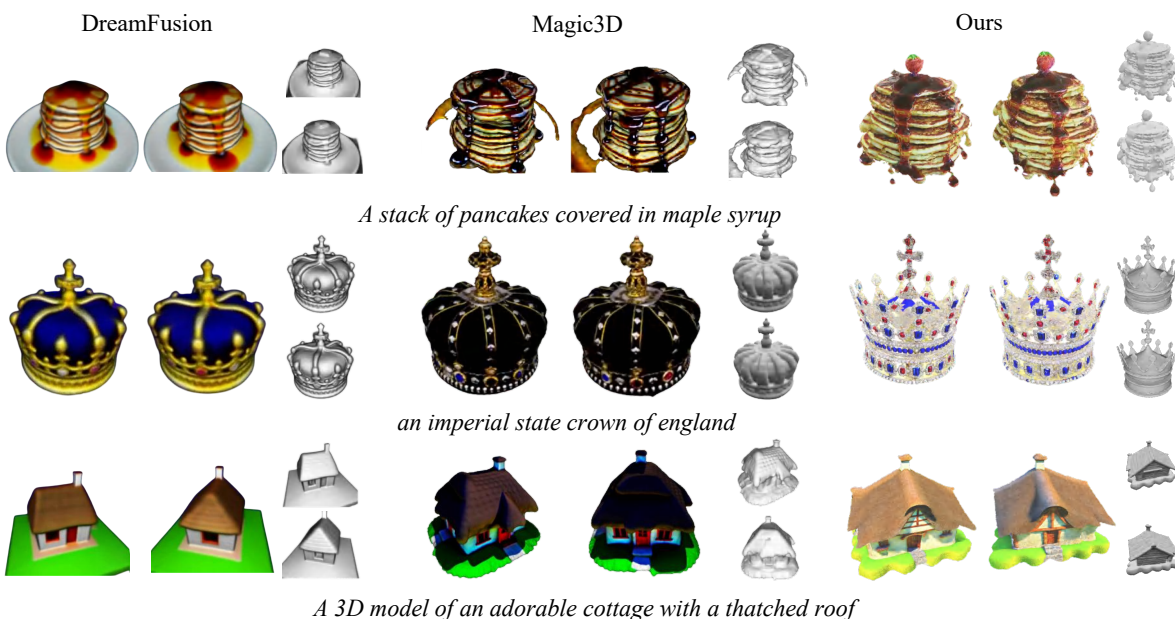 DreamFusion Magic3D Ours
A stack of pancakes covered in maple syrup
an imperial state crown of england
A 3D model of an adorable cottage with a thatched roof